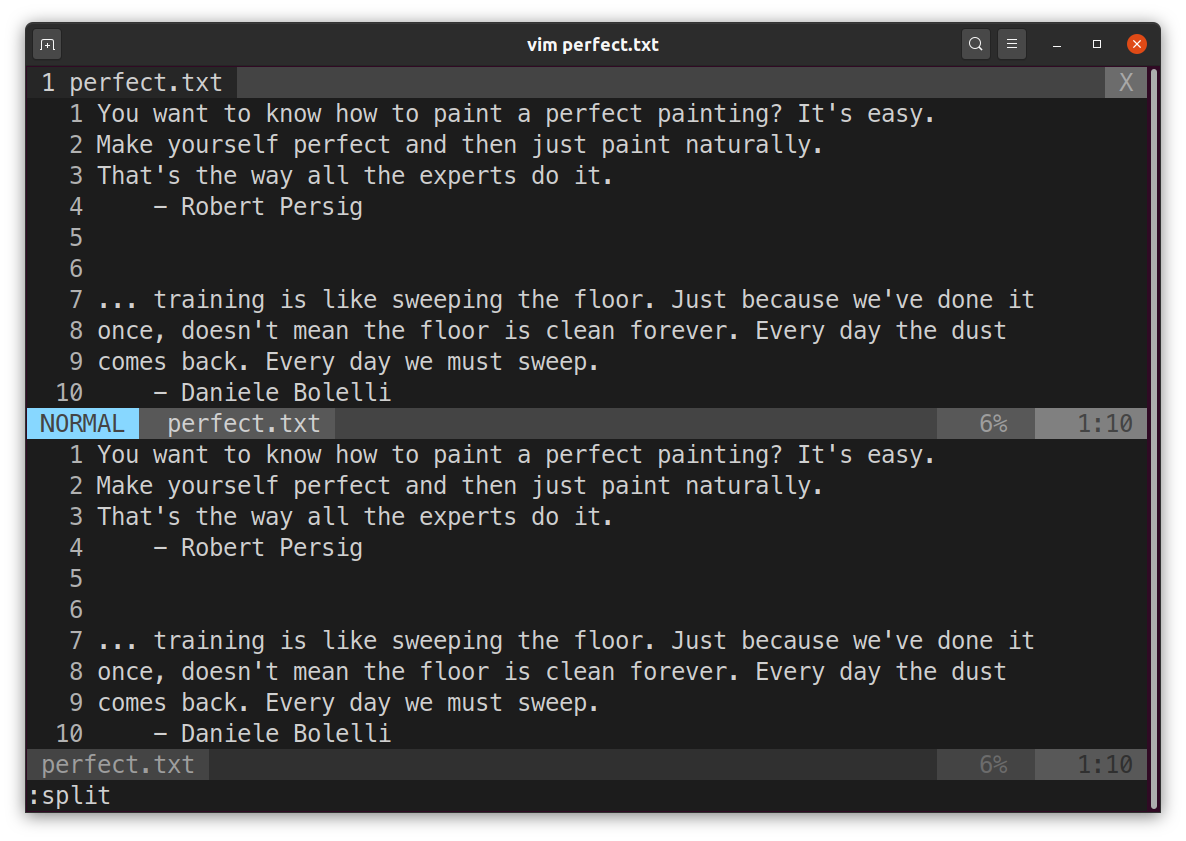 vim perfect.txt
1 perfect.txt X
1 You want to know how to paint a perfect painting? It's easy.
2 Make yourself perfect and then just paint naturally.
3 That's the way all the experts do it.
4     – Robert Persig
5
6
7 ... training is like sweeping the floor. Just because we've done it
8 once, doesn't mean the floor is clean forever. Every day the dust
9 comes back. Every day we must sweep.
10     – Daniele Bolelli
NORMAL perfect.txt 6% 1:10
1 You want to know how to paint a perfect painting? It's easy.
2 Make yourself perfect and then just paint naturally.
3 That's the way all the experts do it.
4     – Robert Persig
5
6
7 ... training is like sweeping the floor. Just because we've done it
8 once, doesn't mean the floor is clean forever. Every day the dust
9 comes back. Every day we must sweep.
10     – Daniele Bolelli
perfect.txt 6% 1:10
:split